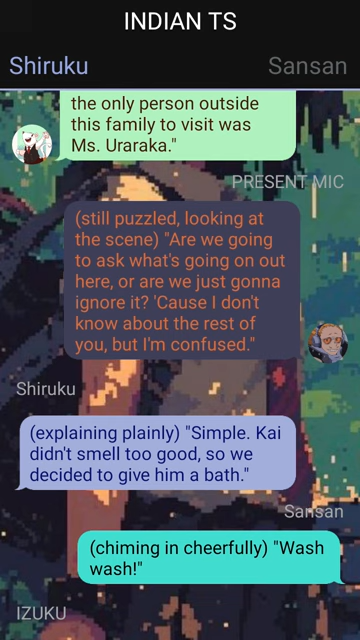 INDIAN TS
Shiruku
Sansan
the only person outside
this family to visit was
Ms. Uraraka."
PRESENT MIC
(still puzzled, looking at
the scene) "Are we going
to ask what's going on out
here, or are we just gonna
ignore it? 'Cause I don't
know about the rest of
you, but I'm confused."
Shiruku
(explaining plainly) "Simple. Kai
didn't smell too good, so we
decided to give him a bath."
Sansan
(chiming in cheerfully) "Wash
wash!"
IZUKU